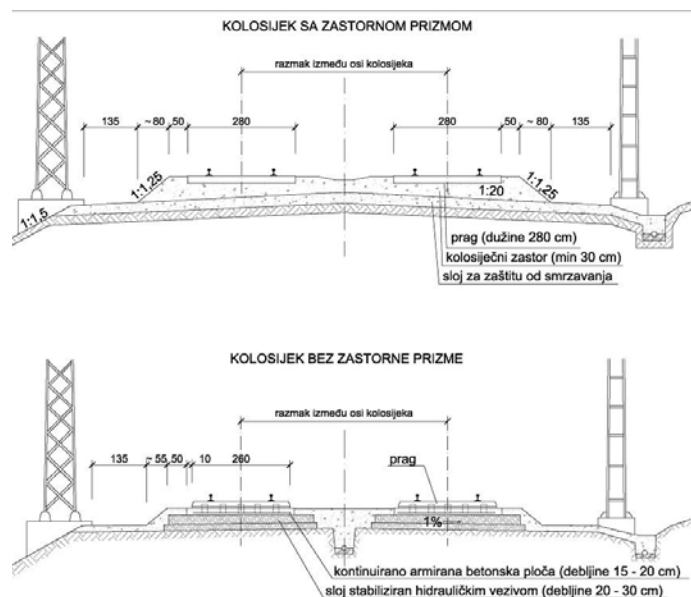 KOLOSIJEK SA ZASTORNOM PRIZMOM
razmak između osi kolosijeka
135 ~ 80 50 280 280 50 ~ 80 135
1:1,25 1:1,25
1:20
1:1,5
prag (dužine 280 cm)
kolosiječni zastor (min 30 cm)
sloj za zaštitu od smrzavanja
KOLOSIJEK BEZ ZASTORNE PRIZME
razmak između osi kolosijeka
135 ~ 55 50 10 260
prag
1%
kontinuirano armirana betonska ploča (debljine 15 - 20 cm)
sloj stabiliziran hidrauličkim vezivom (debljine 20 - 30 cm)